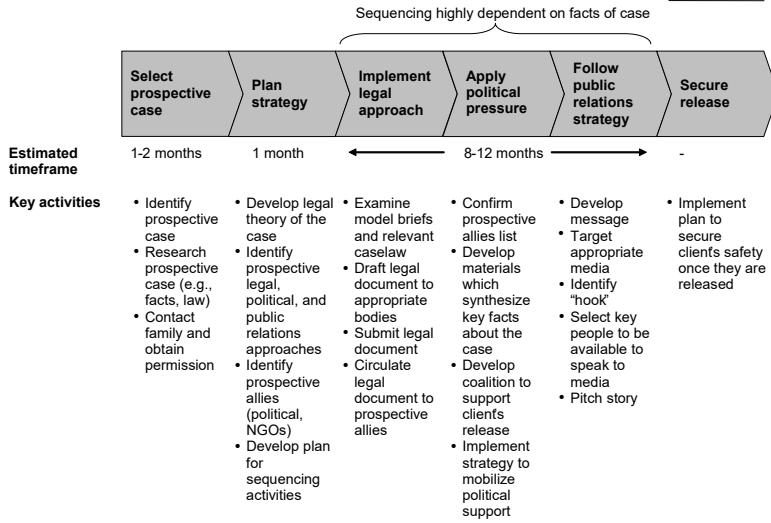 Sequencing highly dependent on facts of case
Select
prospective
case
Plan
strategy
Implement
legal
approach
Apply
political
pressure
Follow
public
relations
strategy
Secure
release
Estimated
timeframe
1-2 months
1 month
8-12 months
-
Key activities
• Identify
prospective
case
• Research
prospective
case (e.g.,
facts, law)
• Contact
family and
obtain
permission
• Develop legal
theory of the
case
• Identify
prospective
legal,
political, and
public
relations
approaches
• Identify
prospective
allies
(political,
NGOs)
• Develop plan
for
sequencing
activities
• Examine
model briefs
and relevant
caselaw
• Draft legal
document to
appropriate
bodies
• Submit legal
document
• Circulate
legal
document to
prospective
allies
• Confirm
prospective
allies list
• Develop
materials
which
synthesize
key facts
about the
case
• Develop
coalition to
support
client's
release
• Implement
strategy to
mobilize
political
support
• Develop
message
• Target
appropriate
media
• Identify
"hook"
• Select key
people to be
available to
speak to
media
• Pitch story
• Implement
plan to
secure
client's safety
once they are
released